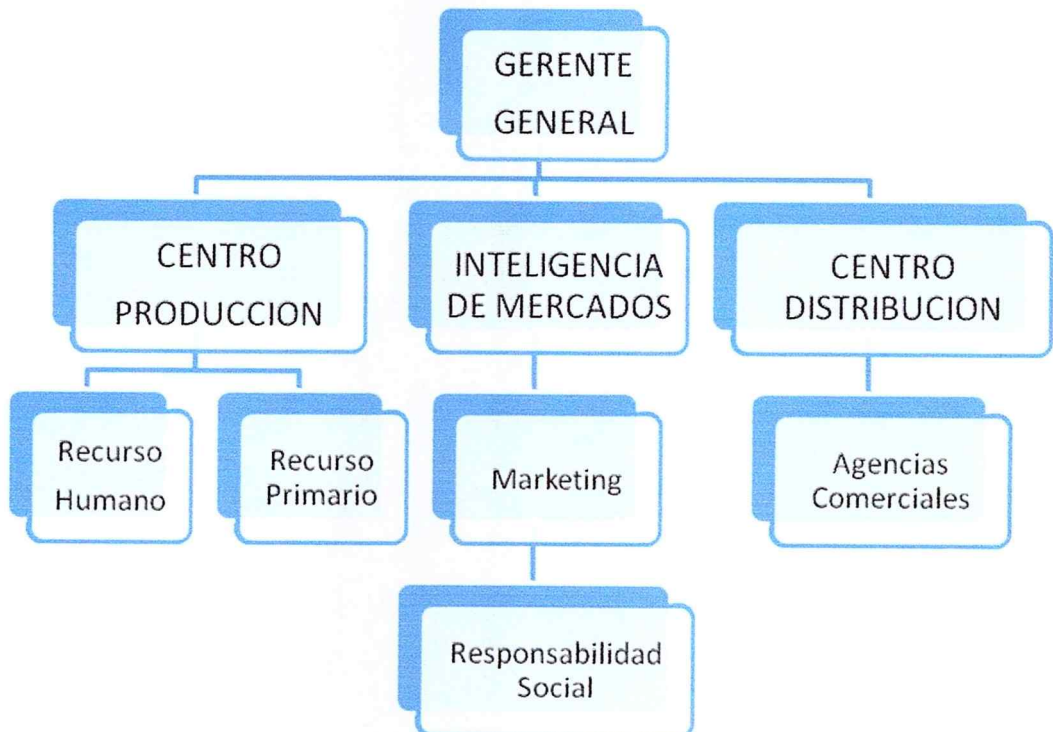 GERENTE
GENERAL
CENTRO
PRODUCCION
INTELIGENCIA
DE MERCADOS
CENTRO
DISTRIBUCION
Recurso
Humano
Recurso
Primario
Marketing
Agencias
Comerciales
Responsabilidad
Social